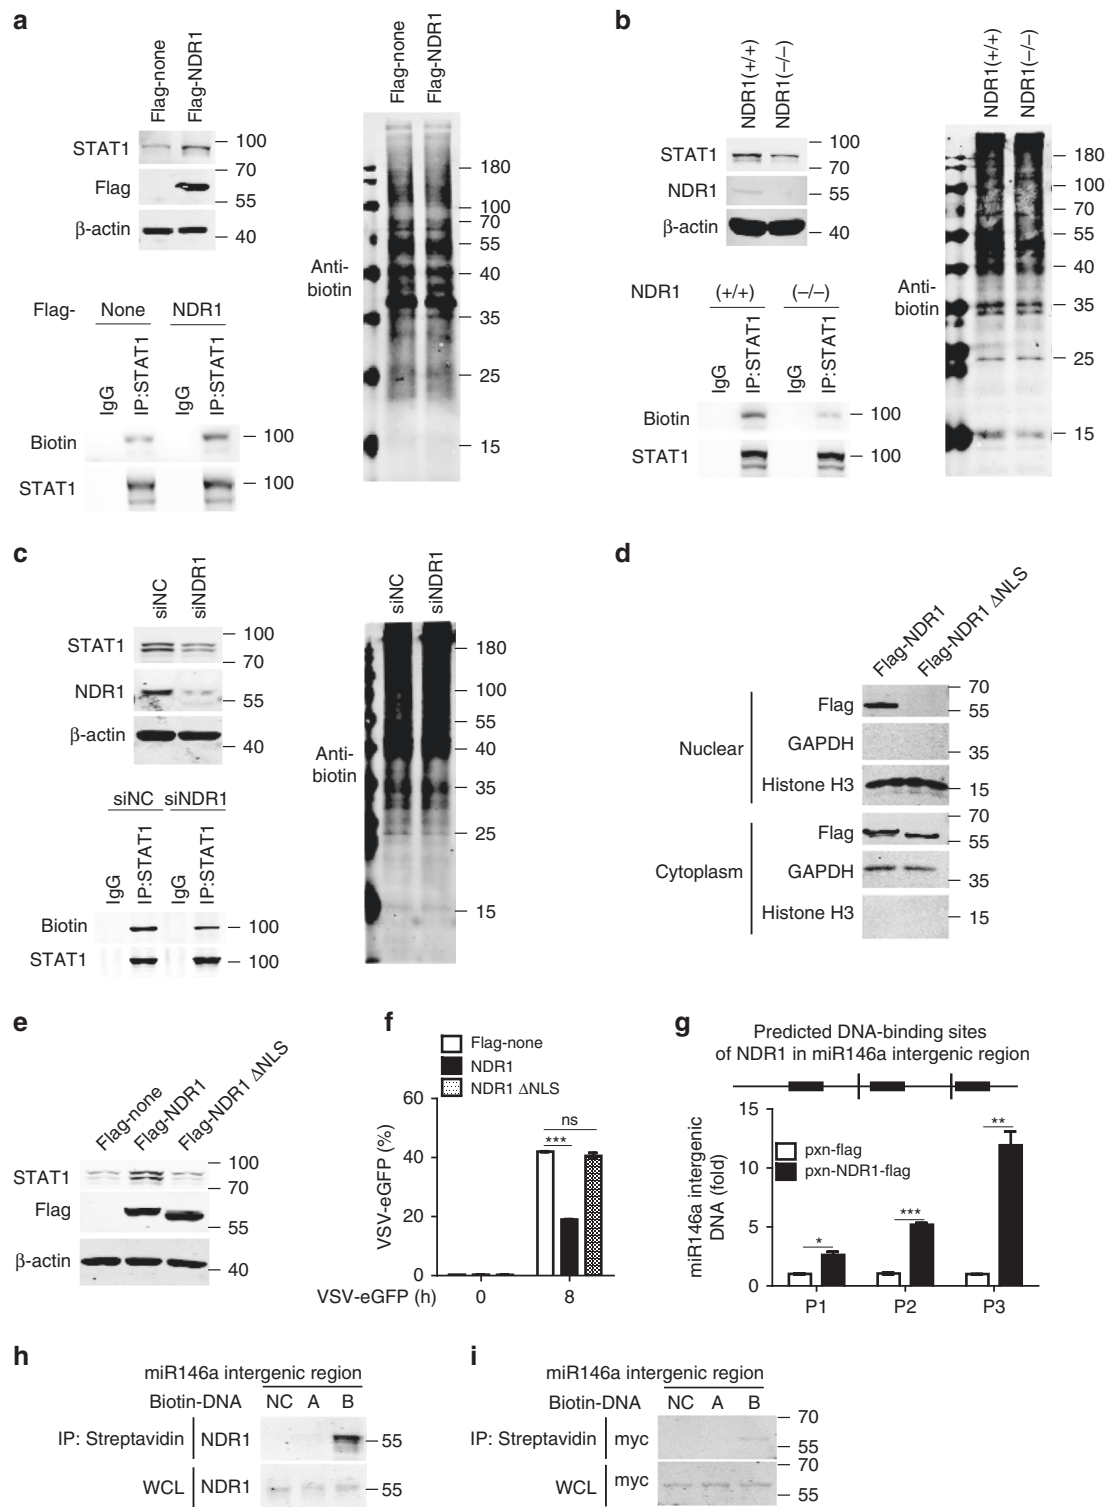 a
Flag-none
Flag-NDR1
STAT1
100
70
Flag
55
β-actin
40
Flag-
None
NDR1
IgG
IP:STAT1
IgG
IP:STAT1
Biotin
100
STAT1
100
Flag-none
Flag-NDR1
Anti-
biotin
180
100
70
55
40
35
25
15
b
NDR1(+/+)
NDR1(−/−)
STAT1
100
70
NDR1
55
β-actin
40
NDR1
(+/+)
(−/−)
IgG
IP:STAT1
IgG
IP:STAT1
Biotin
100
STAT1
100
NDR1(+/+)
NDR1(−/−)
Anti-
biotin
180
100
70
55
40
35
25
15
c
siNC
siNDR1
STAT1
100
70
NDR1
55
β-actin
40
siNC
siNDR1
IgG
IP:STAT1
IgG
IP:STAT1
Biotin
100
STAT1
100
siNC
siNDR1
Anti-
biotin
180
100
55
40
35
25
15
d
Flag-NDR1
Flag-NDR1 ΔNLS
Nuclear
Flag
70
55
GAPDH
35
Histone H3
15
Cytoplasm
Flag
70
55
GAPDH
35
Histone H3
15
e
Flag-none
Flag-NDR1
Flag-NDR1 ΔNLS
STAT1
100
70
Flag
55
β-actin
40
f
Flag-none
NDR1
NDR1 ΔNLS
VSV-eGFP (%)
60
40
20
0
ns
***
VSV-eGFP (h)
0
8
g
Predicted DNA-binding sites
of NDR1 in miR146a intergenic region
miR146a intergenic
DNA (fold)
15
10
5
0
pxn-flag
pxn-NDR1-flag
*
***
**
P1
P2
P3
h
miR146a intergenic region
Biotin-DNA NC A B
IP: Streptavidin NDR1 55
WCL NDR1 55
i
miR146a intergenic region
Biotin-DNA NC A B
70
IP: Streptavidin myc 55
70
WCL myc 55